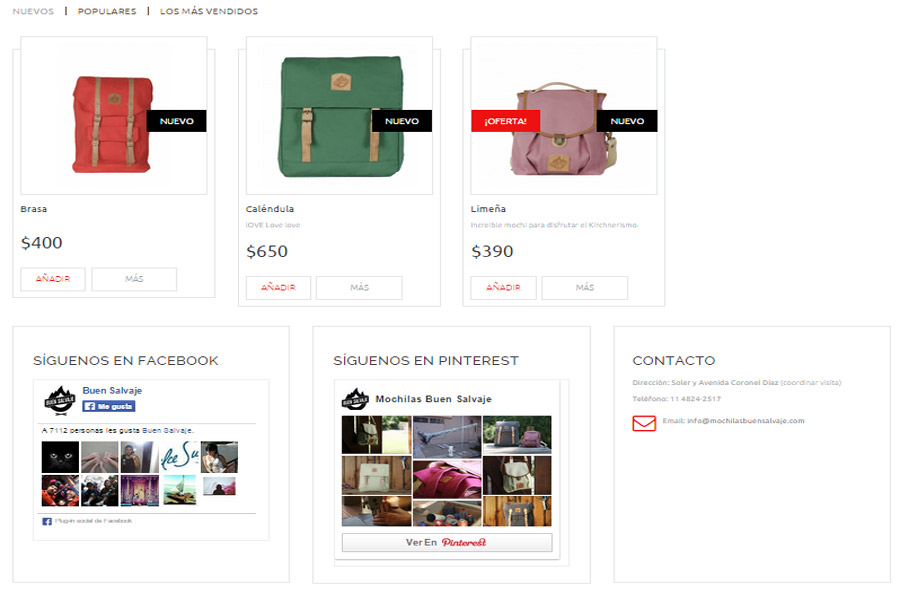 NUEVOS | POPULARES | LOS MÁS VENDIDOS
NUEVO
NUEVO
¡OFERTA!
NUEVO
Brasa
$400
AÑADIR
MÁS
Caléndula
lOVE Love love
$650
AÑADIR
MÁS
Limeña
Increible mochi para disfrutar el Kirchnerismo.
$390
AÑADIR
MÁS
SÍGUENOS EN FACEBOOK
BUEN SALVAJE
Buen Salvaje
Me gusta
A 7112 personas les gusta Buen Salvaje.
Plug-in social de Facebook
SÍGUENOS EN PINTEREST
BUEN SALVAJE
Mochilas Buen Salvaje
Ver En Pinterest
CONTACTO
Dirección: Soler y Avenida Coronel Díaz (coordinar visita)
Teléfono: 11 4824-2517
Email: info@mochilasbuensalvaje.com